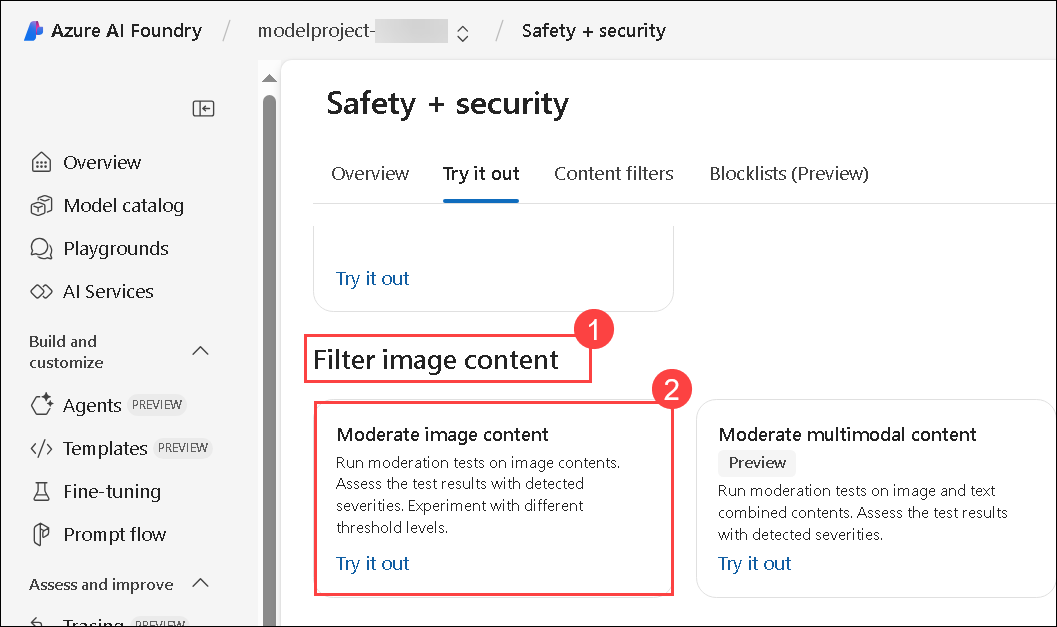 Azure AI Foundry / modelproject- / Safety + security
Overview
Model catalog
Playgrounds
AI Services
Build and
customize
Agents PREVIEW
Templates PREVIEW
Fine-tuning
Prompt flow
Assess and improve
Tracing PREVIEW
Safety + security
Overview Try it out Content filters Blocklists (Preview)
Try it out
1
Filter image content
2
Moderate image content
Run moderation tests on image contents.
Assess the test results with detected
severities. Experiment with different
threshold levels.
Try it out
Moderate multimodal content
Preview
Run moderation tests on image and text
combined contents. Assess the test results
with detected severities.
Try it out